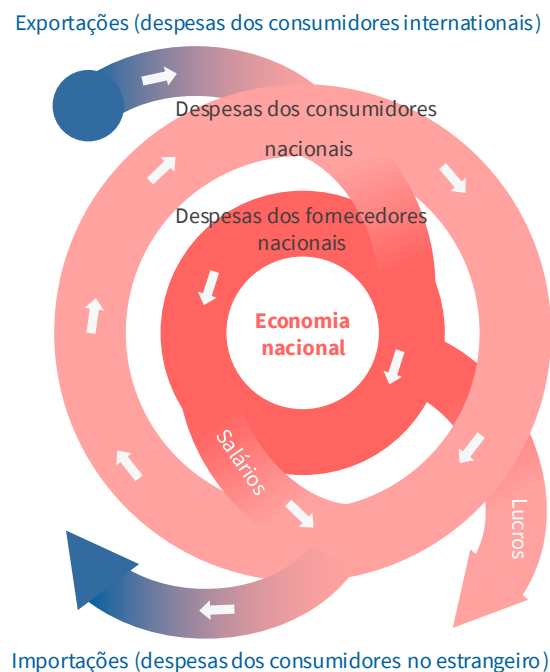 Exportações (despesas dos consumidores internationais)
Despesas dos consumidores
nacionais
Despesas dos fornecedores
nacionais
Economia
nacional
Salários
Lucros
Importações (despesas dos consumidores no estrangeiro)